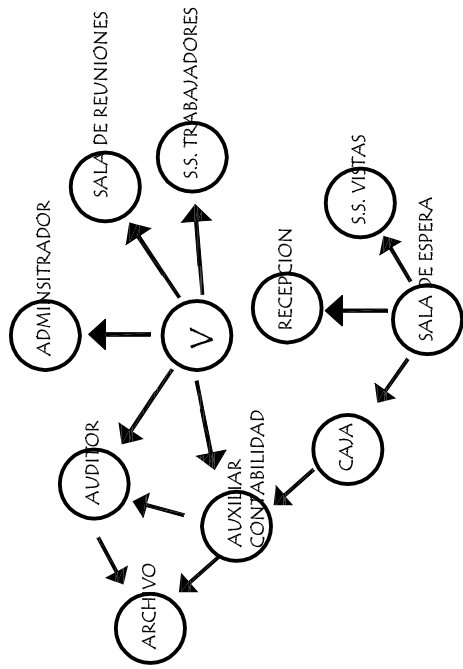 ADMINSITRADOR
AUDITOR
SALA DE REUNIONES
ARCHIVO
S.S. TRABAJADORES
V
AUXILIAR
CONTABILIDAD
RECEPCION
CAJA
S.S. VISTAS
SALA DE ESPERA